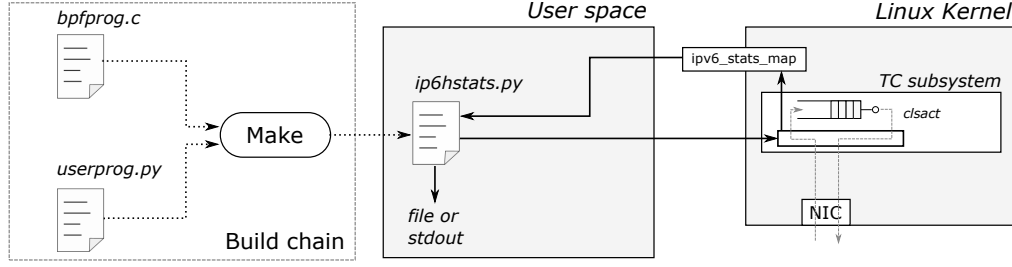 bpfprog.c
userprog.py
Make
Build chain
User space
ip6hstats.py
file or
stdout
Linux Kernel
ipv6_stats_map
TC subsystem
clsact
NIC